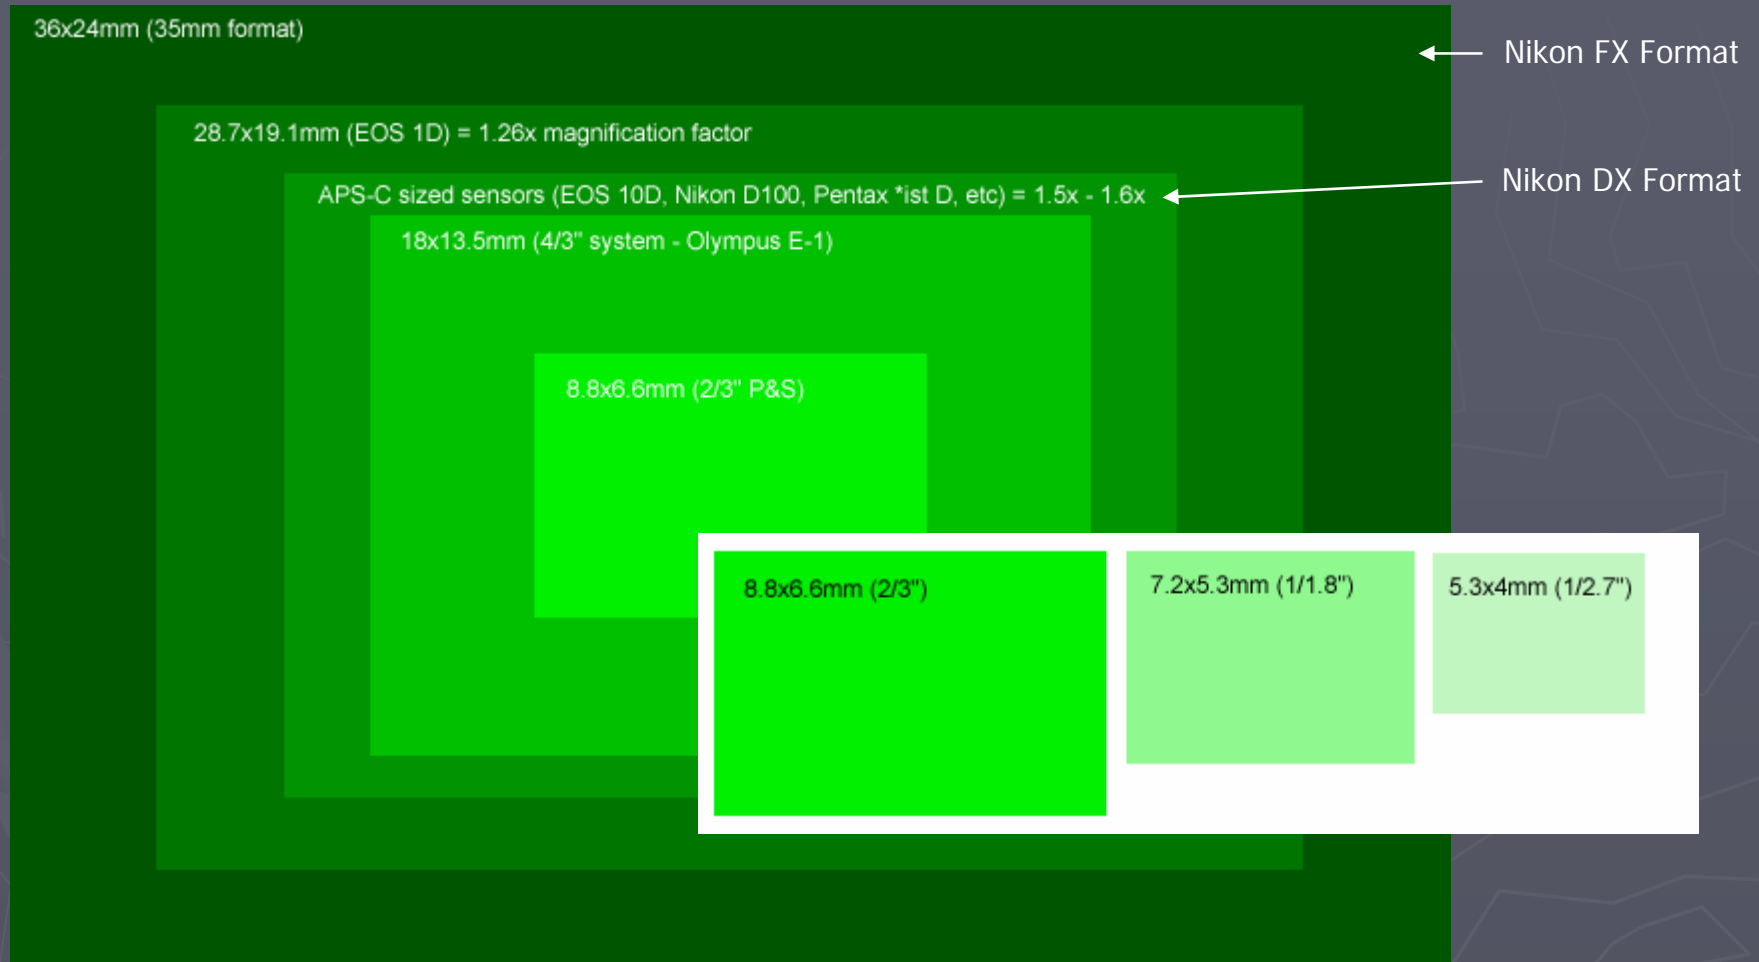 36x24mm (35mm format)
Nikon FX Format
28.7x19.1mm (EOS 1D) = 1.26x magnification factor
Nikon DX Format
APS-C sized sensors (EOS 10D, Nikon D100, Pentax *ist D, etc) = 1.5x - 1.6x
18x13.5mm (4/3" system - Olympus E-1)
8.8x6.6mm (2/3" P&S)
8.8x6.6mm (2/3")
7.2x5.3mm (1/1.8")
5.3x4mm (1/2.7")